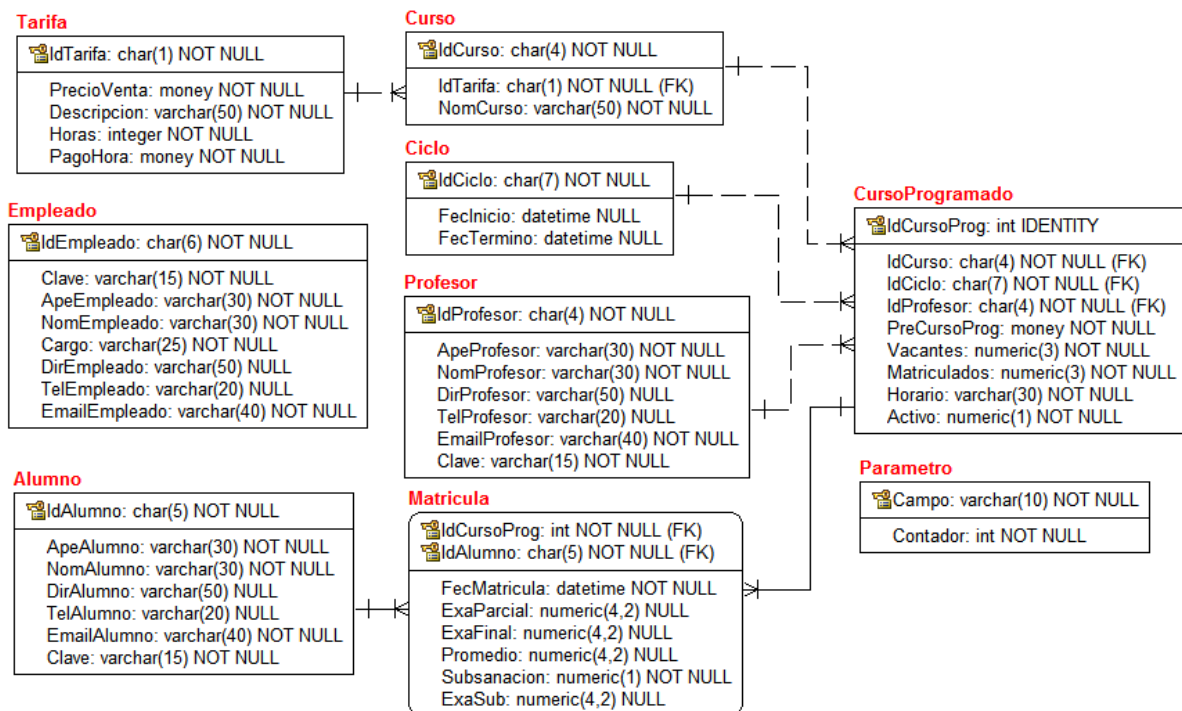 Tarifa
IdTarifa: char(1) NOT NULL
PrecioVenta: money NOT NULL
Descripcion: varchar(50) NOT NULL
Horas: integer NOT NULL
PagoHora: money NOT NULL
Curso
IdCurso: char(4) NOT NULL
IdTarifa: char(1) NOT NULL (FK)
NomCurso: varchar(50) NOT NULL
Ciclo
IdCiclo: char(7) NOT NULL
FecInicio: datetime NULL
FecTermino: datetime NULL
Empleado
IdEmpleado: char(6) NOT NULL
Clave: varchar(15) NOT NULL
ApeEmpleado: varchar(30) NOT NULL
NomEmpleado: varchar(30) NOT NULL
Cargo: varchar(25) NOT NULL
DirEmpleado: varchar(50) NULL
TelEmpleado: varchar(20) NULL
EmailEmpleado: varchar(40) NOT NULL
Profesor
IdProfesor: char(4) NOT NULL
ApeProfesor: varchar(30) NOT NULL
NomProfesor: varchar(30) NOT NULL
DirProfesor: varchar(50) NULL
TelProfesor: varchar(20) NULL
EmailProfesor: varchar(40) NOT NULL
Clave: varchar(15) NOT NULL
CursoProgramado
IdCursoProg: int IDENTITY
IdCurso: char(4) NOT NULL (FK)
IdCiclo: char(7) NOT NULL (FK)
IdProfesor: char(4) NOT NULL (FK)
PreCursoProg: money NOT NULL
Vacantes: numeric(3) NOT NULL
Matriculados: numeric(3) NOT NULL
Horario: varchar(30) NOT NULL
Activo: numeric(1) NOT NULL
Alumno
IdAlumno: char(5) NOT NULL
ApeAlumno: varchar(30) NOT NULL
NomAlumno: varchar(30) NOT NULL
DirAlumno: varchar(50) NULL
TelAlumno: varchar(20) NULL
EmailAlumno: varchar(40) NOT NULL
Clave: varchar(15) NOT NULL
Matricula
IdCursoProg: int NOT NULL (FK)
IdAlumno: char(5) NOT NULL (FK)
FecMatricula: datetime NOT NULL
ExaParcial: numeric(4,2) NULL
ExaFinal: numeric(4,2) NULL
Promedio: numeric(4,2) NULL
Subsanacion: numeric(1) NOT NULL
ExaSub: numeric(4,2) NULL
Parametro
Campo: varchar(10) NOT NULL
Contador: int NOT NULL